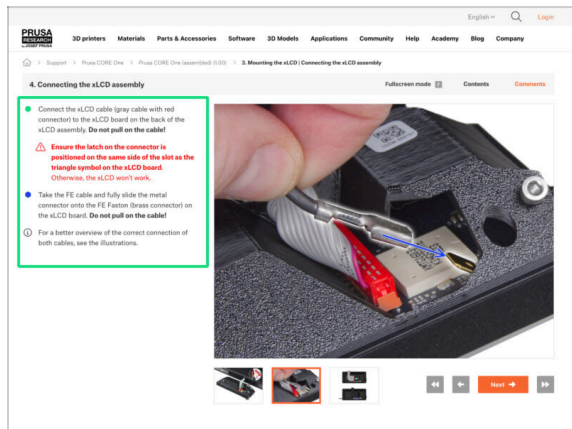 English
Login
PRUSA
RESEARCH
by JOSEF PRUSA
3D printers Materials Parts & Accessories Software 3D Models Applications Community Help Academy Blog Company
Support Prusa CORE One Prusa CORE One (assembled) (1.00) 3. Mounting the xLCD | Connecting the xLCD assembly
4. Connecting the xLCD assembly
Fullscreen mode F Contents Comments
Connect the xLCD cable (gray cable with red
connector) to the xLCD board on the back of the
xLCD assembly. Do not pull on the cable!
Ensure the latch on the connector is
positioned on the same side of the slot as the
triangle symbol on the xLCD board.
Otherwise, the xLCD won't work.
Take the FE cable and fully slide the metal
connector onto the FE Faston (brass connector) on
the xLCD board. Do not pull on the cable!
For a better overview of the correct connection of
both cables, see the illustrations.
Next